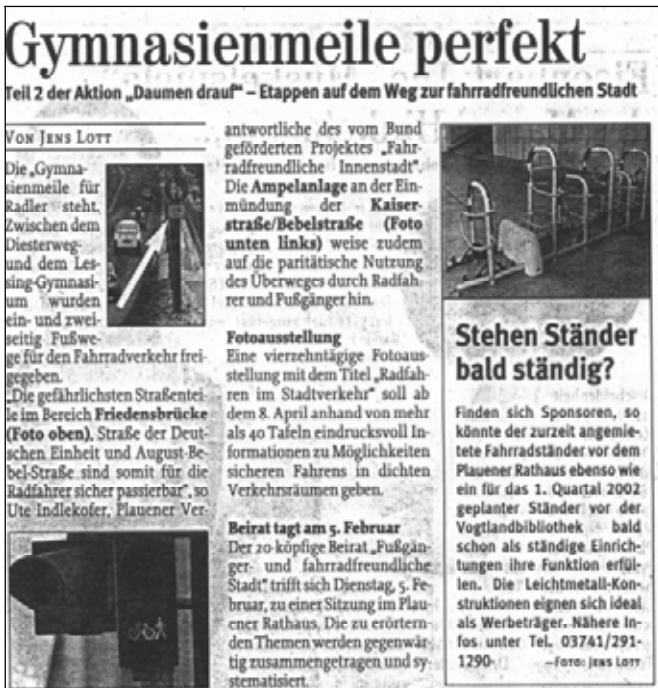 Gymnasienmeile perfekt
Teil 2 der Aktion „Daumen drauf“ – Etappen auf dem Weg zur fahrradfreundlichen Stadt
VON JENS LOTT
Die „Gymna-
sienmeile für
Radler steht.
Zwischen dem
Diesterweg-
und dem Les-
sing-Gymnasi-
um wurden
ein- und zwei-
seitig Fußwe-
ge für den Fahrradverkehr frei-
gegeben.
„Die gefährlichsten Straßentei-
le im Bereich Friedensbrücke
(Foto oben), Straße der Deut-
schen Einheit und August-Be-
bel-Straße sind somit für die
Radfahrer sicher passierbar“, so
Ute Indlekofer, Plauener Ver-
antwortliche des vom Bund
geförderten Projektes „Fahr-
radfreundliche Innenstadt“.
Die Ampelanlage an der Ein-
mündung der Kaiser-
straße/Bebelstraße (Foto
unten links) weise zudem
auf die paritätische Nutzung
des Überweges durch Radfah-
rer und Fußgänger hin.
Fotoausstellung
Eine vierzehntägige Fotoaus-
stellung mit dem Titel „Radfah-
ren im Stadtverkehr“ soll ab
dem 8. April anhand von mehr
als 40 Tafeln eindrucksvoll In-
formationen zu Möglichkeiten
sicheren Fahrens in dichten
Verkehrsräumen geben.
Beirat tagt am 5. Februar
Der 20-köpfige Beirat „Fußgän-
ger- und fahrradfreundliche
Stadt“ trifft sich Dienstag, 5. Fe-
bruar, zu einer Sitzung im Plau-
ener Rathaus. Die zu erörtern-
den Themen werden gegenwär-
tig zusammengetragen und sy-
stematisiert.
Stehen Ständer
bald ständig?
Finden sich Sponsoren, so
könnte der zurzeit angemie-
tete Fahrradständer vor dem
Plauener Rathaus ebenso wie
ein für das 1. Quartal 2002
geplanter Ständer vor der
Vogtlandbibliothek bald
schon als ständige Einrich-
tungen ihre Funktion erfül-
len. Die Leichtmetall-Kon-
struktionen eignen sich ideal
als Werbeträger. Nähere In-
fos unter Tel. 03741/291-
1290. –FOTO: JENS LOTT